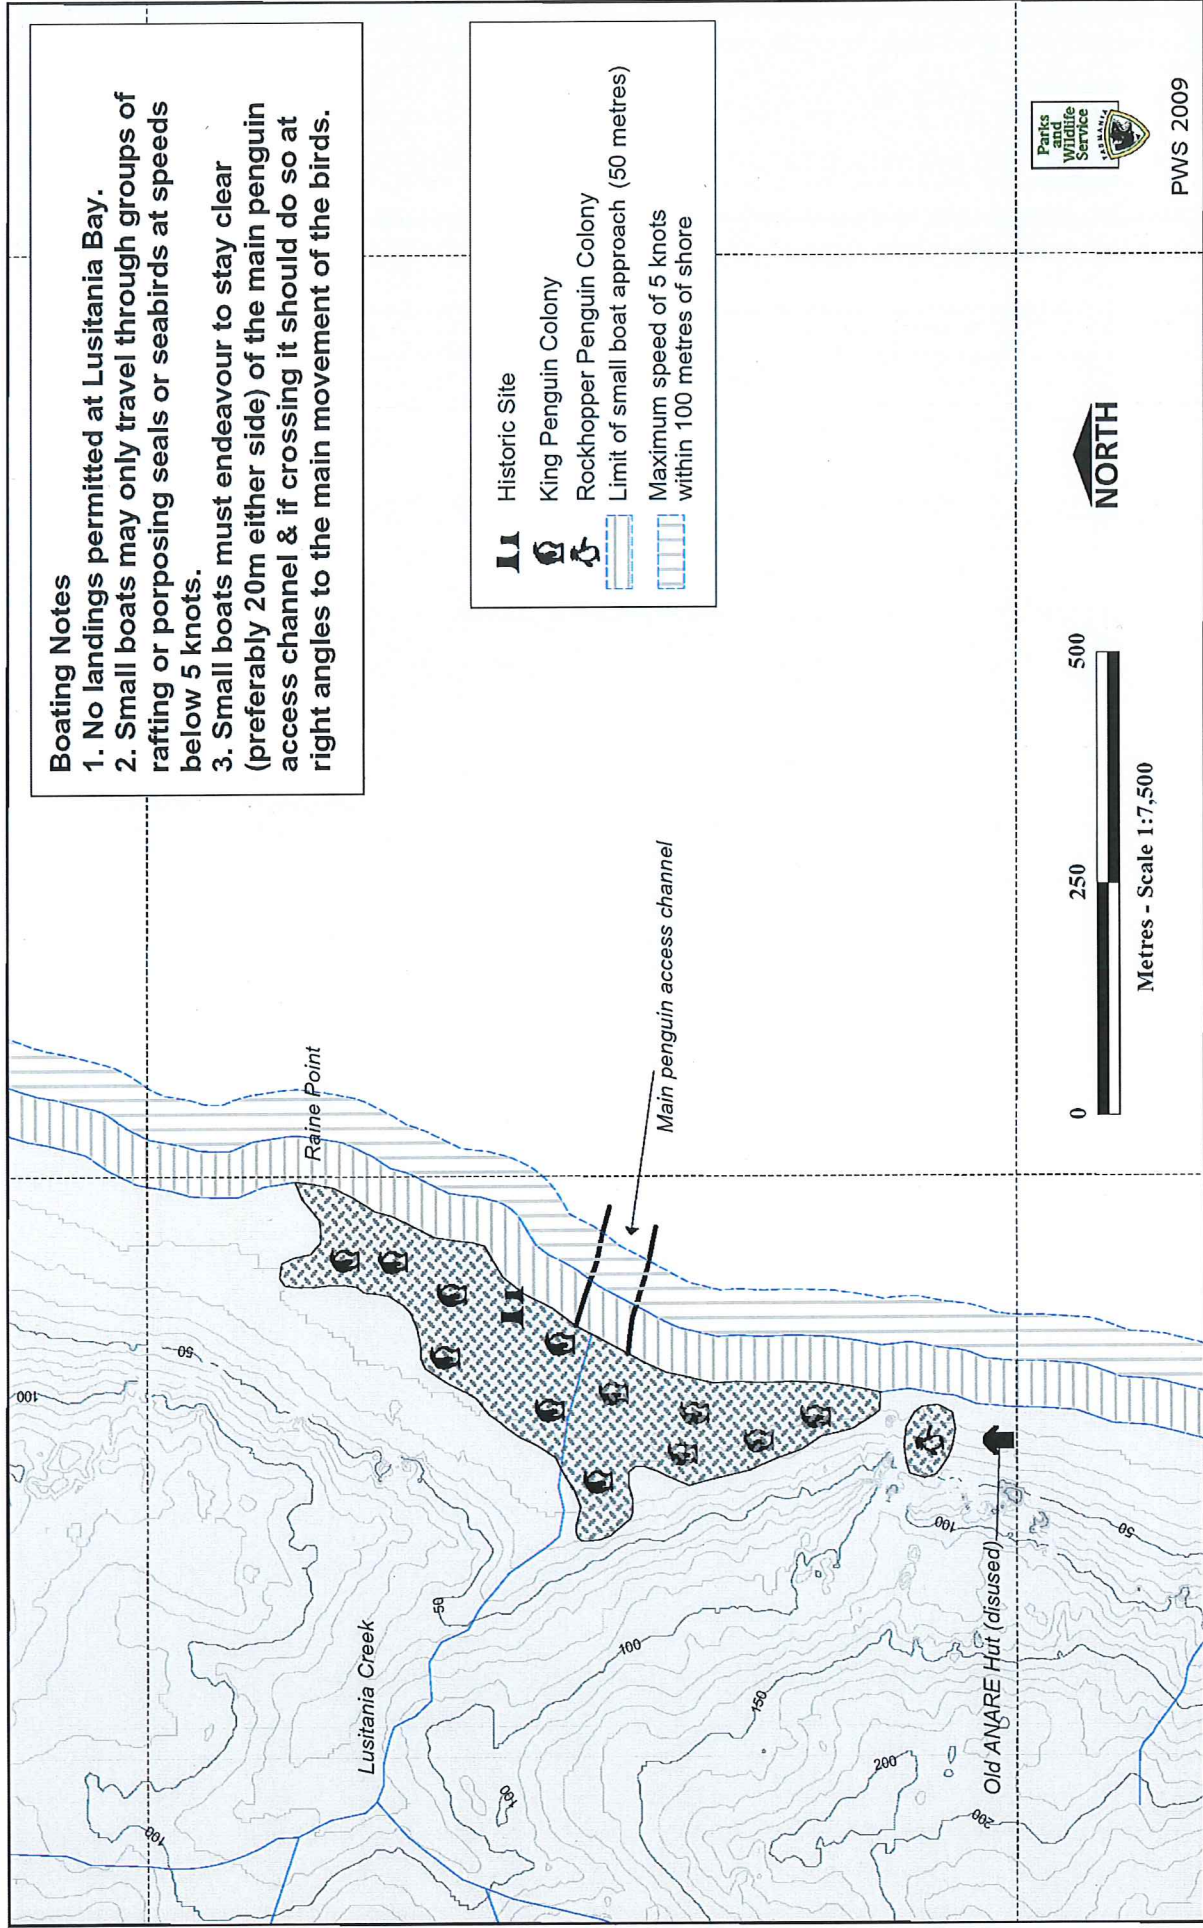 Boating Notes
1. No landings permitted at Lusitania Bay.
2. Small boats may only travel through groups of
rafting or porposing seals or seabirds at speeds
below 5 knots.
3. Small boats must endeavour to stay clear
(preferably 20m either side) of the main penguin
access channel & if crossing it should do so at
right angles to the main movement of the birds.
Historic Site
King Penguin Colony
Rockhopper Penguin Colony
Limit of small boat approach (50 metres)
Maximum speed of 5 knots
within 100 metres of shore
Raine Point
Main penguin access channel
Lusitania Creek
Old ANARE Hut (disused)
100
50
100
50
100
100
150
200
200
100
50
0
250
500
Metres - Scale 1:7,500
NORTH
Parks
and
Wildlife
Service
TASMANIA
PWS 2009